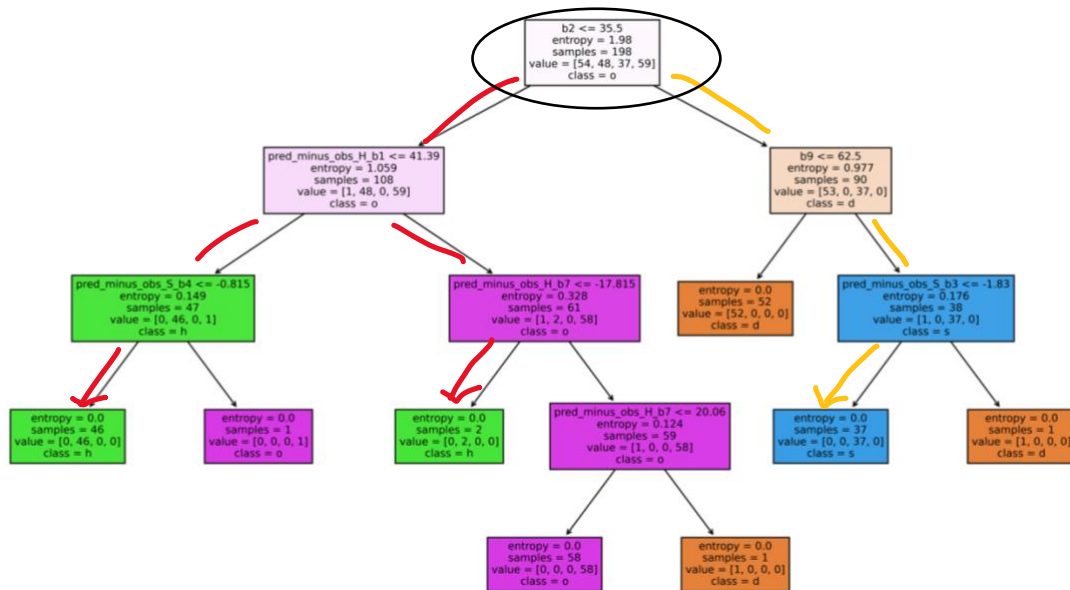 b2 <= 35.5
entropy = 1.98
samples = 198
value = [54, 48, 37, 59]
class = o
pred_minus_obs_H_b1 <= 41.39
entropy = 1.059
samples = 108
value = [1, 48, 0, 59]
class = o
b9 <= 62.5
entropy = 0.977
samples = 90
value = [53, 0, 37, 0]
class = d
pred_minus_obs_S_b4 <= -0.815
entropy = 0.149
samples = 47
value = [0, 46, 0, 1]
class = h
pred_minus_obs_H_b7 <= -17.815
entropy = 0.328
samples = 61
value = [1, 2, 0, 58]
class = o
entropy = 0.0
samples = 52
value = [52, 0, 0, 0]
class = d
pred_minus_obs_S_b3 <= -1.83
entropy = 0.176
samples = 38
value = [1, 0, 37, 0]
class = s
entropy = 0.0
samples = 46
value = [0, 46, 0, 0]
class = h
entropy = 0.0
samples = 1
value = [0, 0, 0, 1]
class = o
entropy = 0.0
samples = 2
value = [0, 2, 0, 0]
class = h
pred_minus_obs_H_b7 <= 20.06
entropy = 0.124
samples = 59
value = [1, 0, 0, 58]
class = o
entropy = 0.0
samples = 37
value = [0, 0, 37, 0]
class = s
entropy = 0.0
samples = 1
value = [1, 0, 0, 0]
class = d
entropy = 0.0
samples = 58
value = [0, 0, 0, 58]
class = o
entropy = 0.0
samples = 1
value = [1, 0, 0, 0]
class = d